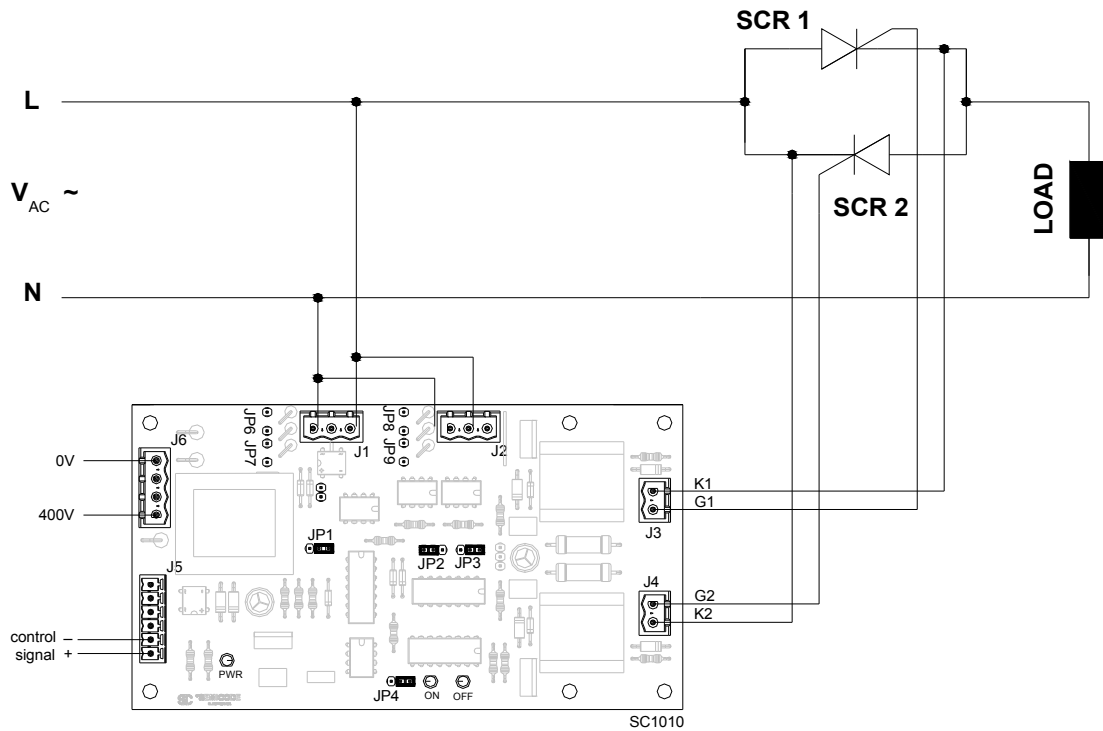 SCR 1
L
V AC ~
SCR 2
LOAD
N
JP6 JP7
J1
JP8 JP9
J2
J6
0V
400V
K1
G1
J3
JP1
JP2
JP3
J5
J4
G2
K2
control –
signal +
PWR
JP4
ON
OFF
SC1010